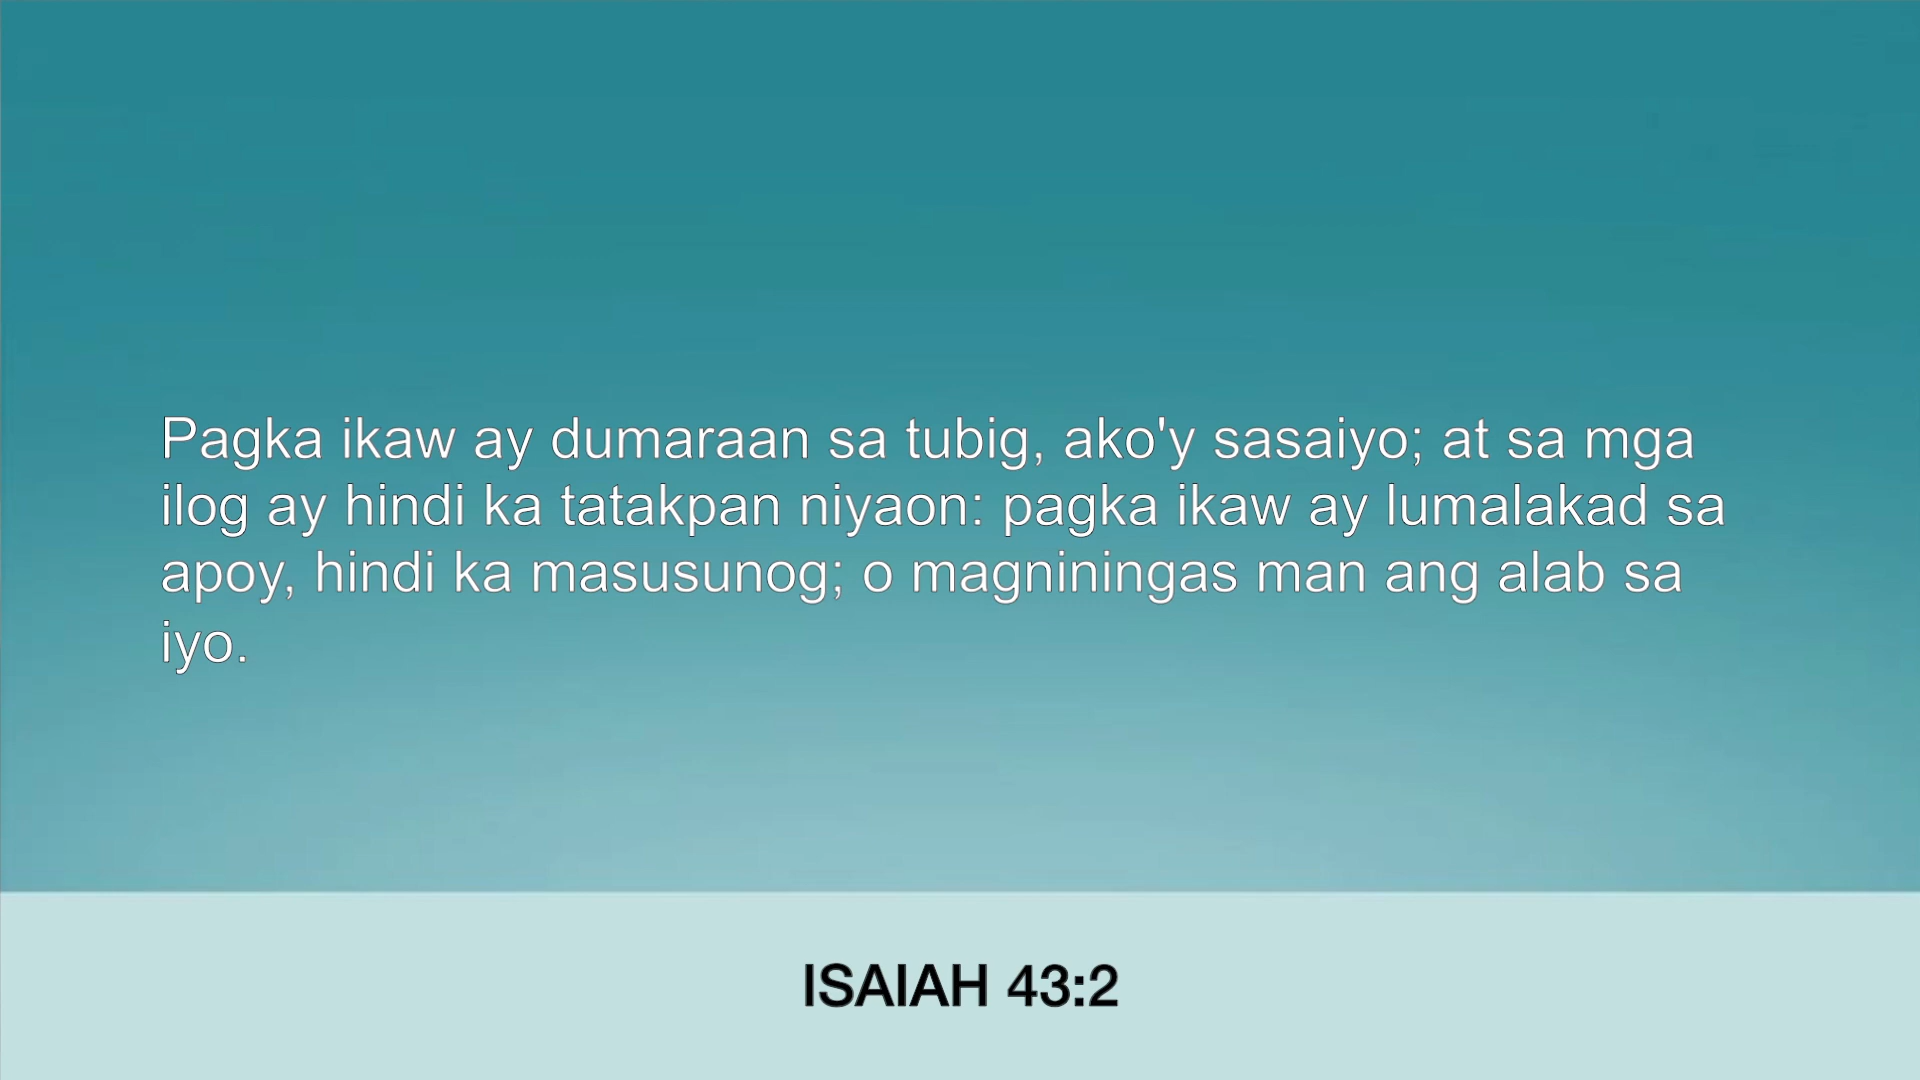 Pagka ikaw ay dumaraan sa tubig, ako'y sasaiyo; at sa mga
ilog ay hindi ka tatakpan niyaon: pagka ikaw ay lumalakad sa
apoy, hindi ka masusunog; o magniningas man ang alab sa
iyo.
ISAIAH 43:2